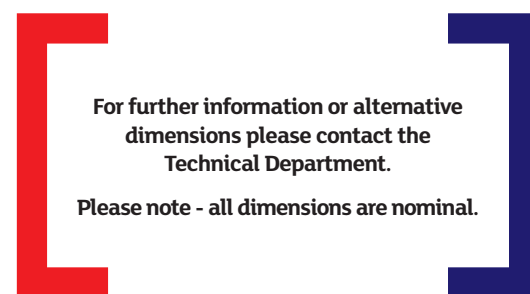 For further information or alternative
dimensions please contact the
Technical Department.
Please note - all dimensions are nominal.